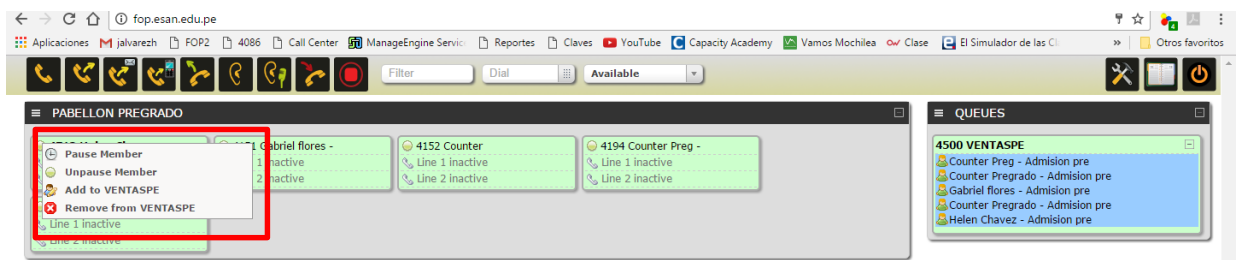 fop.esan.edu.pe
Aplicaciones jalvarezh FOP2 4086 Call Center ManageEngine Servic Reportes Claves YouTube Capacity Academy Vamos Mochilea Clase El Simulador de las C » Otros favoritos
Filter Dial Available
PABELLON PREGRADO
Gabriel flores -
4152 Counter
4194 Counter Preg -
inactive
Line 1 inactive
Line 1 inactive
inactive
Line 2 inactive
Line 2 inactive
Pause Member
Unpause Member
Add to VENTASPE
Remove from VENTASPE
Line 1 inactive
Line 2 inactive
QUEUES
4500 VENTASPE
Counter Preg - Admision pre
Counter Pregrado - Admision pre
Gabriel flores - Admision pre
Counter Pregrado - Admision pre
Helen Chavez - Admision pre